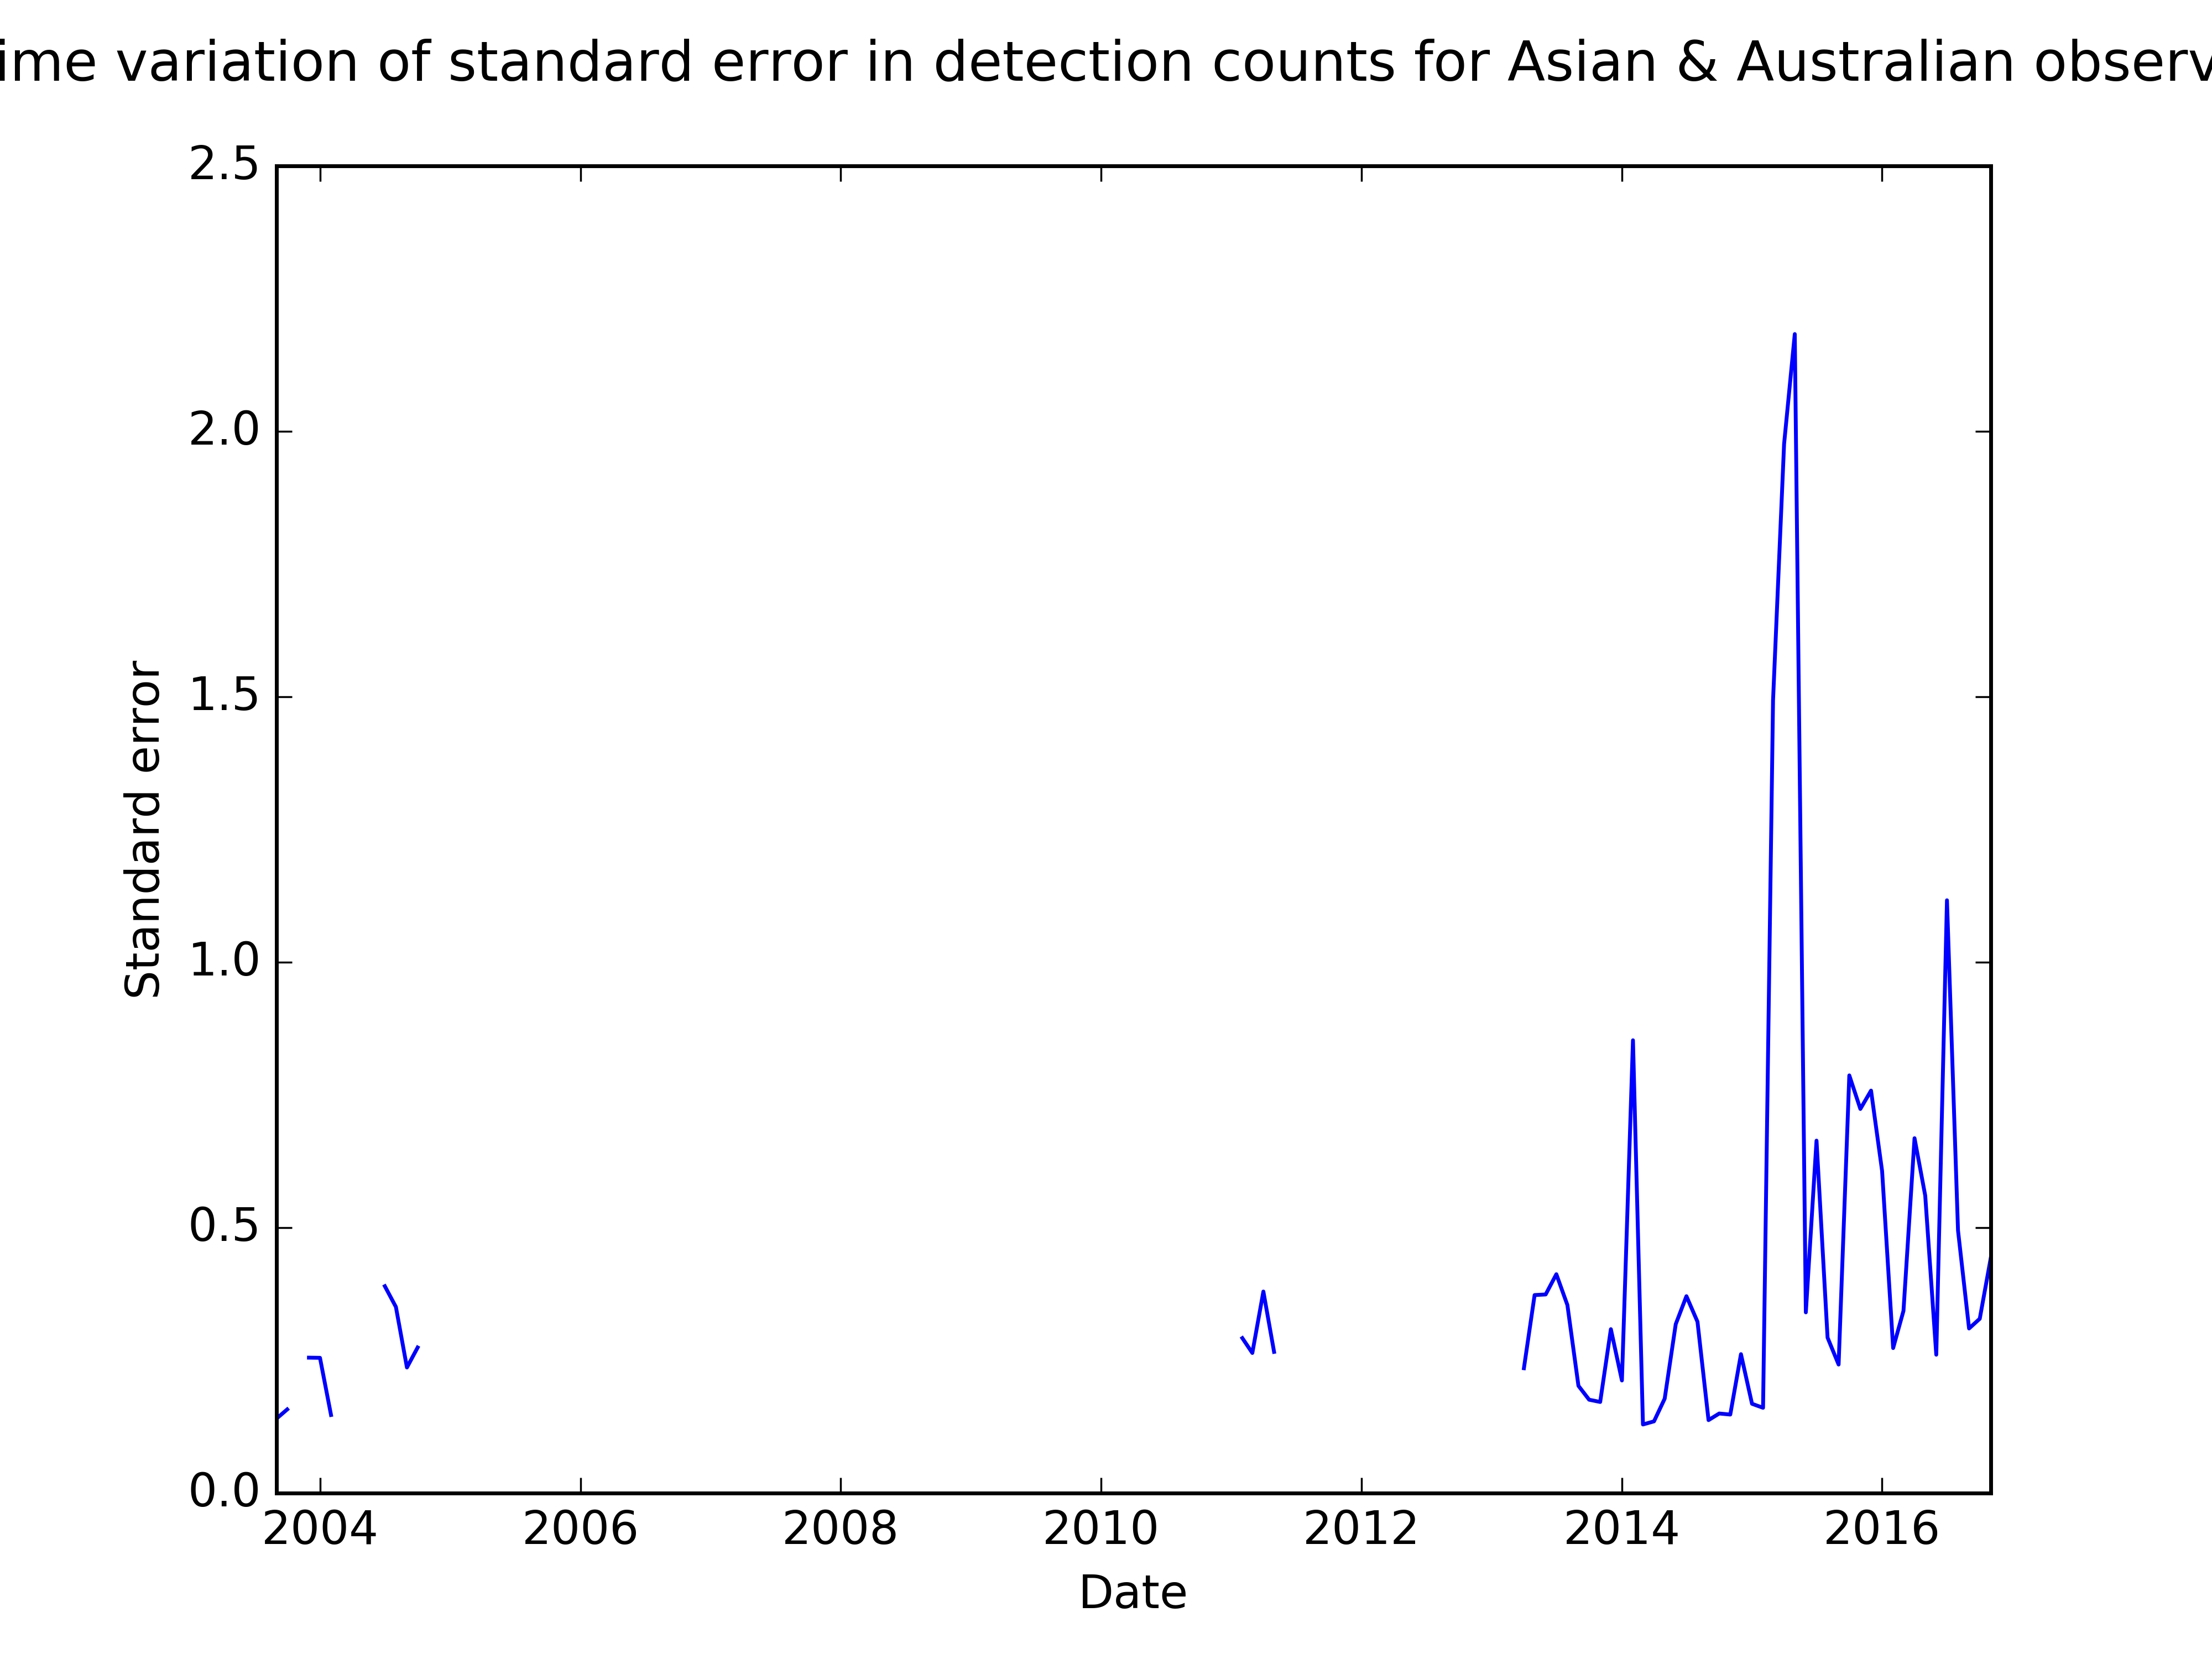 ime variation of standard error in detection counts for Asian & Australian observ
2.5
2.0
1.5
1.0
0.5
0.0
Standard error
2004 2006 2008 2010 2012 2014 2016
Date